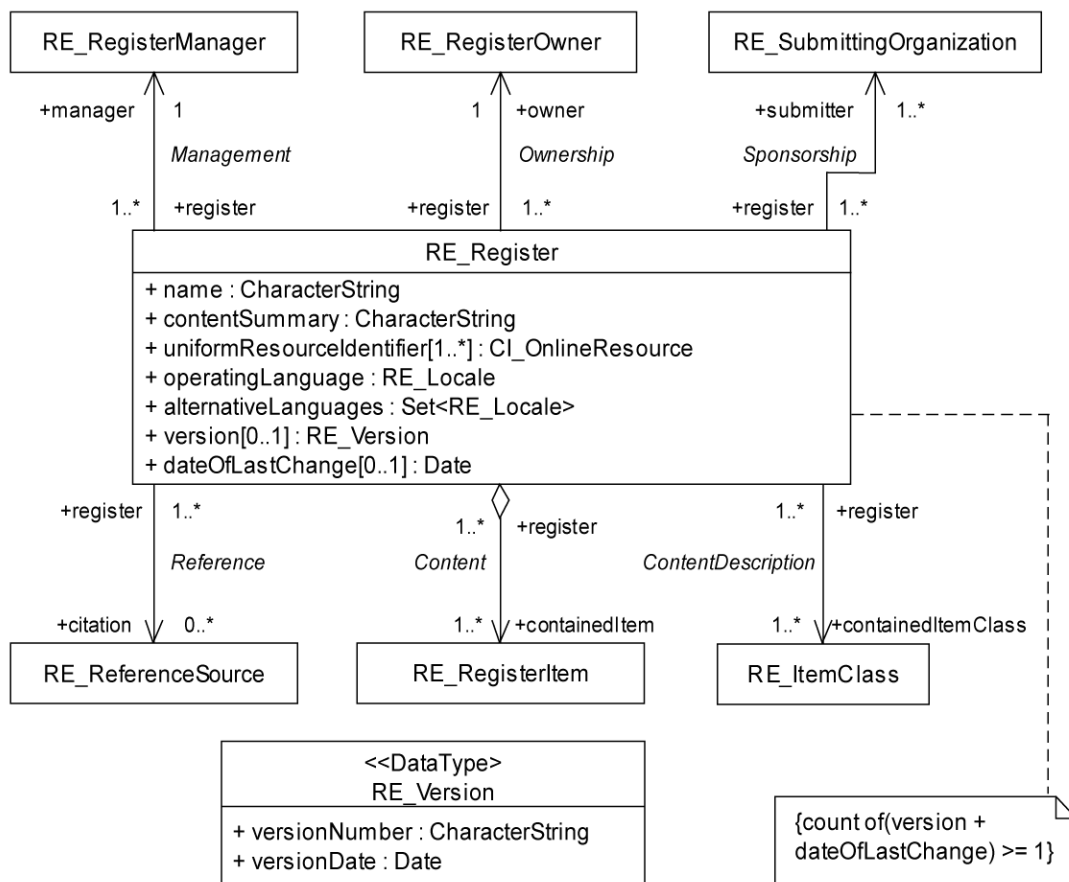 RE_RegisterManager
RE_RegisterOwner
RE_SubmittingOrganization
+manager 1
1 +owner
+submitter 1..*
Management
Ownership
Sponsorship
1..* +register
+register 1..*
+register 1..*
RE_Register
+ name : CharacterString
+ contentSummary : CharacterString
+ uniformResourceIdentifier[1..*] : CI_OnlineResource
+ operatingLanguage : RE_Locale
+ alternativeLanguages : Set<RE_Locale>
+ version[0..1] : RE_Version
+ dateOfLastChange[0..1] : Date
+register 1..*
1..* +register
1..* +register
Reference
Content
ContentDescription
+citation 0..*
1..* +containedItem
1..* +containedItemClass
RE_ReferenceSource
RE_RegisterItem
RE_ItemClass
<<DataType>
RE_Version
+ versionNumber : CharacterString
+ versionDate : Date
{count of(version +
dateOfLastChange) >= 1}